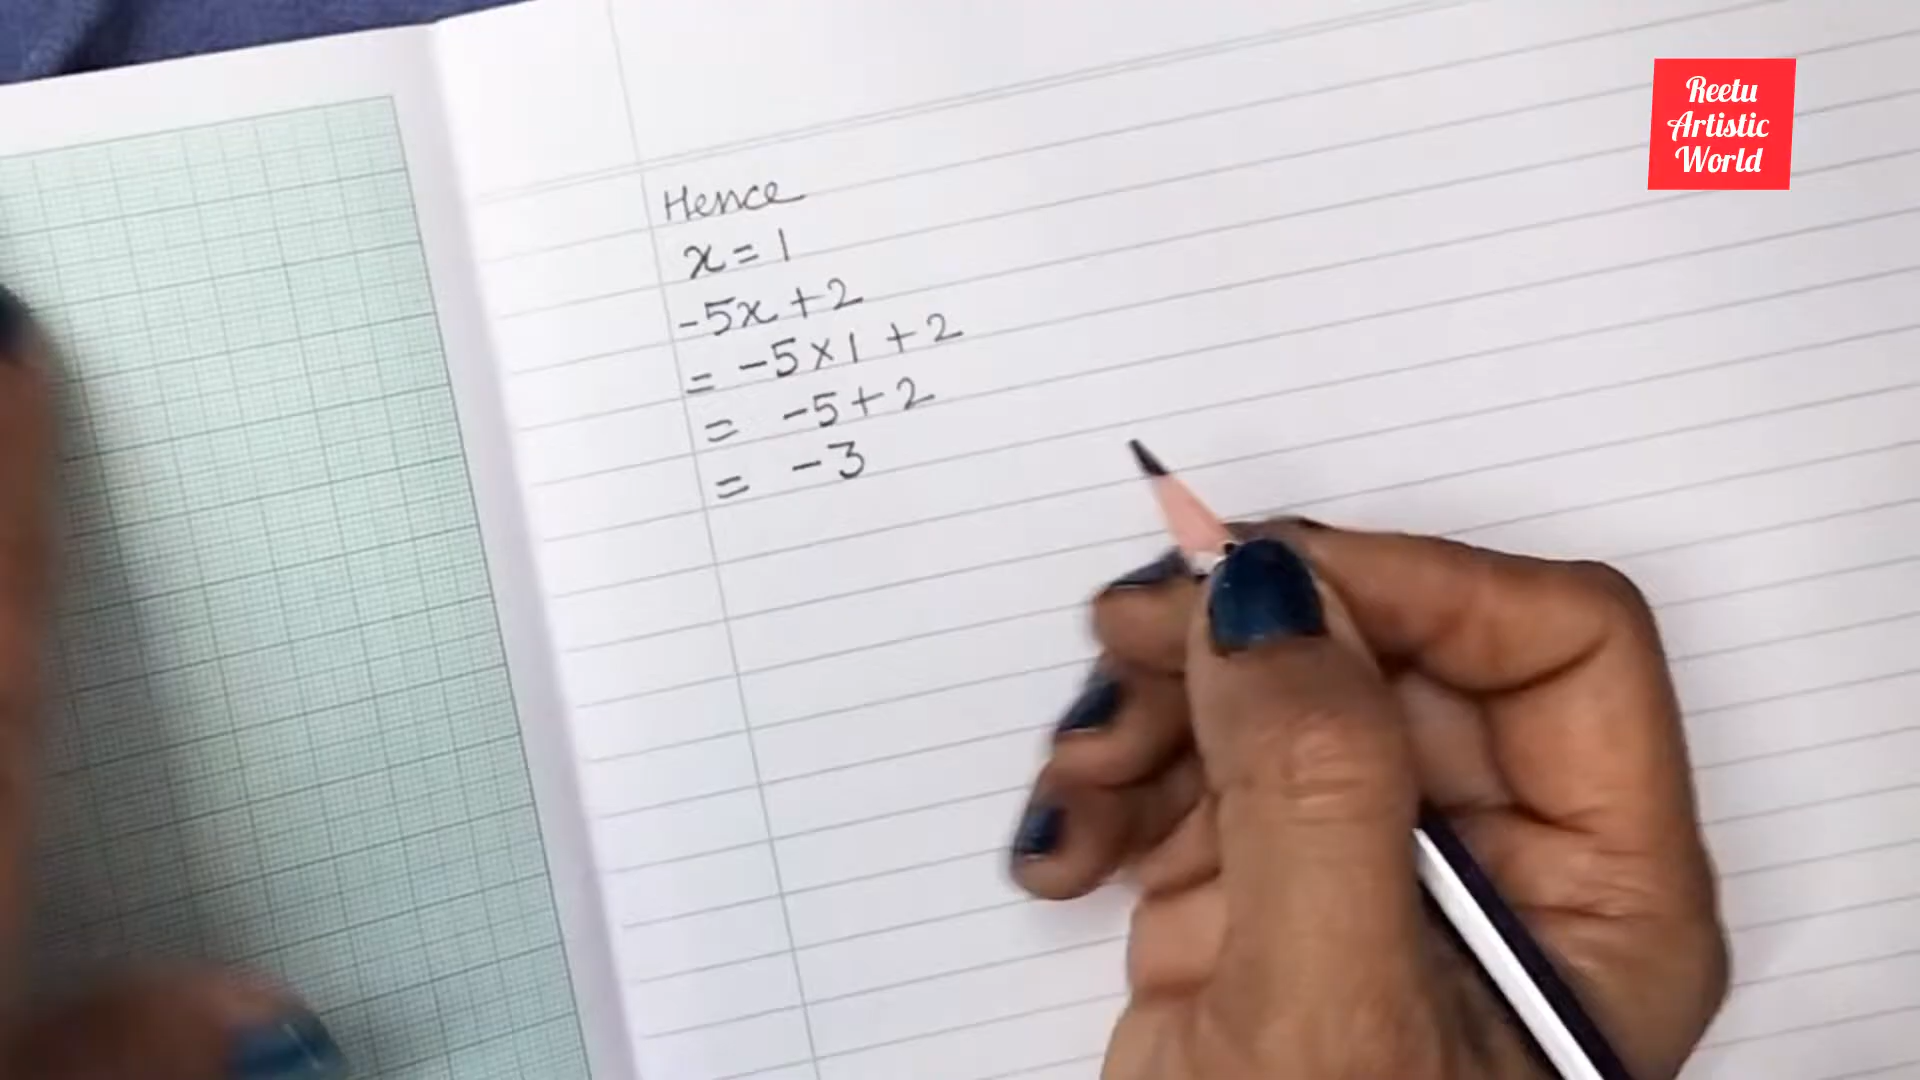 Hence
x = 1
-5x + 2
= -5 × 1 + 2
= -5 + 2
= -3
Reetu
Artistic
World